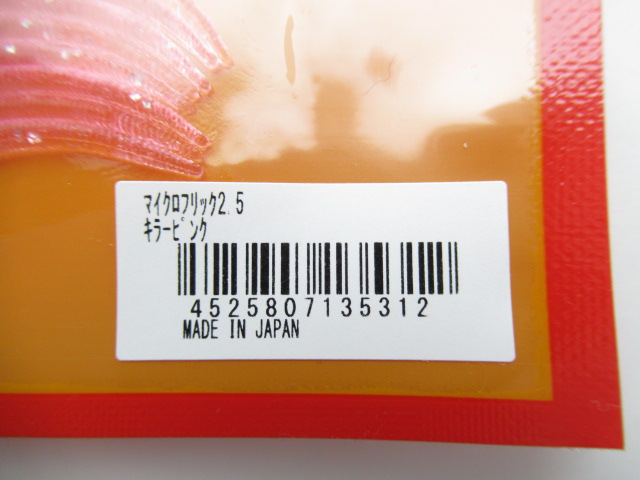 ﾏｲｸﾛﾌﾘｯｸ2.5
ｷﾗｰﾋﾟﾝｸ
4525807135312
MADE IN JAPAN